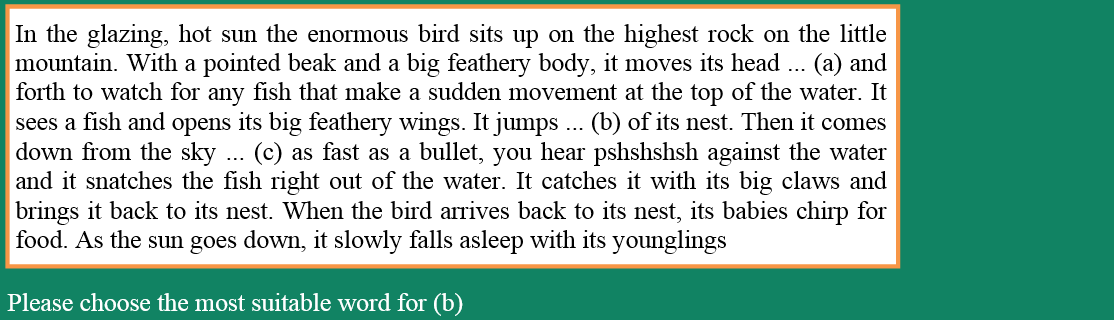 In the glazing, hot sun the enormous bird sits up on the highest rock on the little
mountain. With a pointed beak and a big feathery body, it moves its head ... (a) and
forth to watch for any fish that make a sudden movement at the top of the water. It
sees a fish and opens its big feathery wings. It jumps ... (b) of its nest. Then it comes
down from the sky ... (c) as fast as a bullet, you hear pshshshsh against the water
and it snatches the fish right out of the water. It catches it with its big claws and
brings it back to its nest. When the bird arrives back to its nest, its babies chirp for
food. As the sun goes down, it slowly falls asleep with its younglings
Please choose the most suitable word for (b)